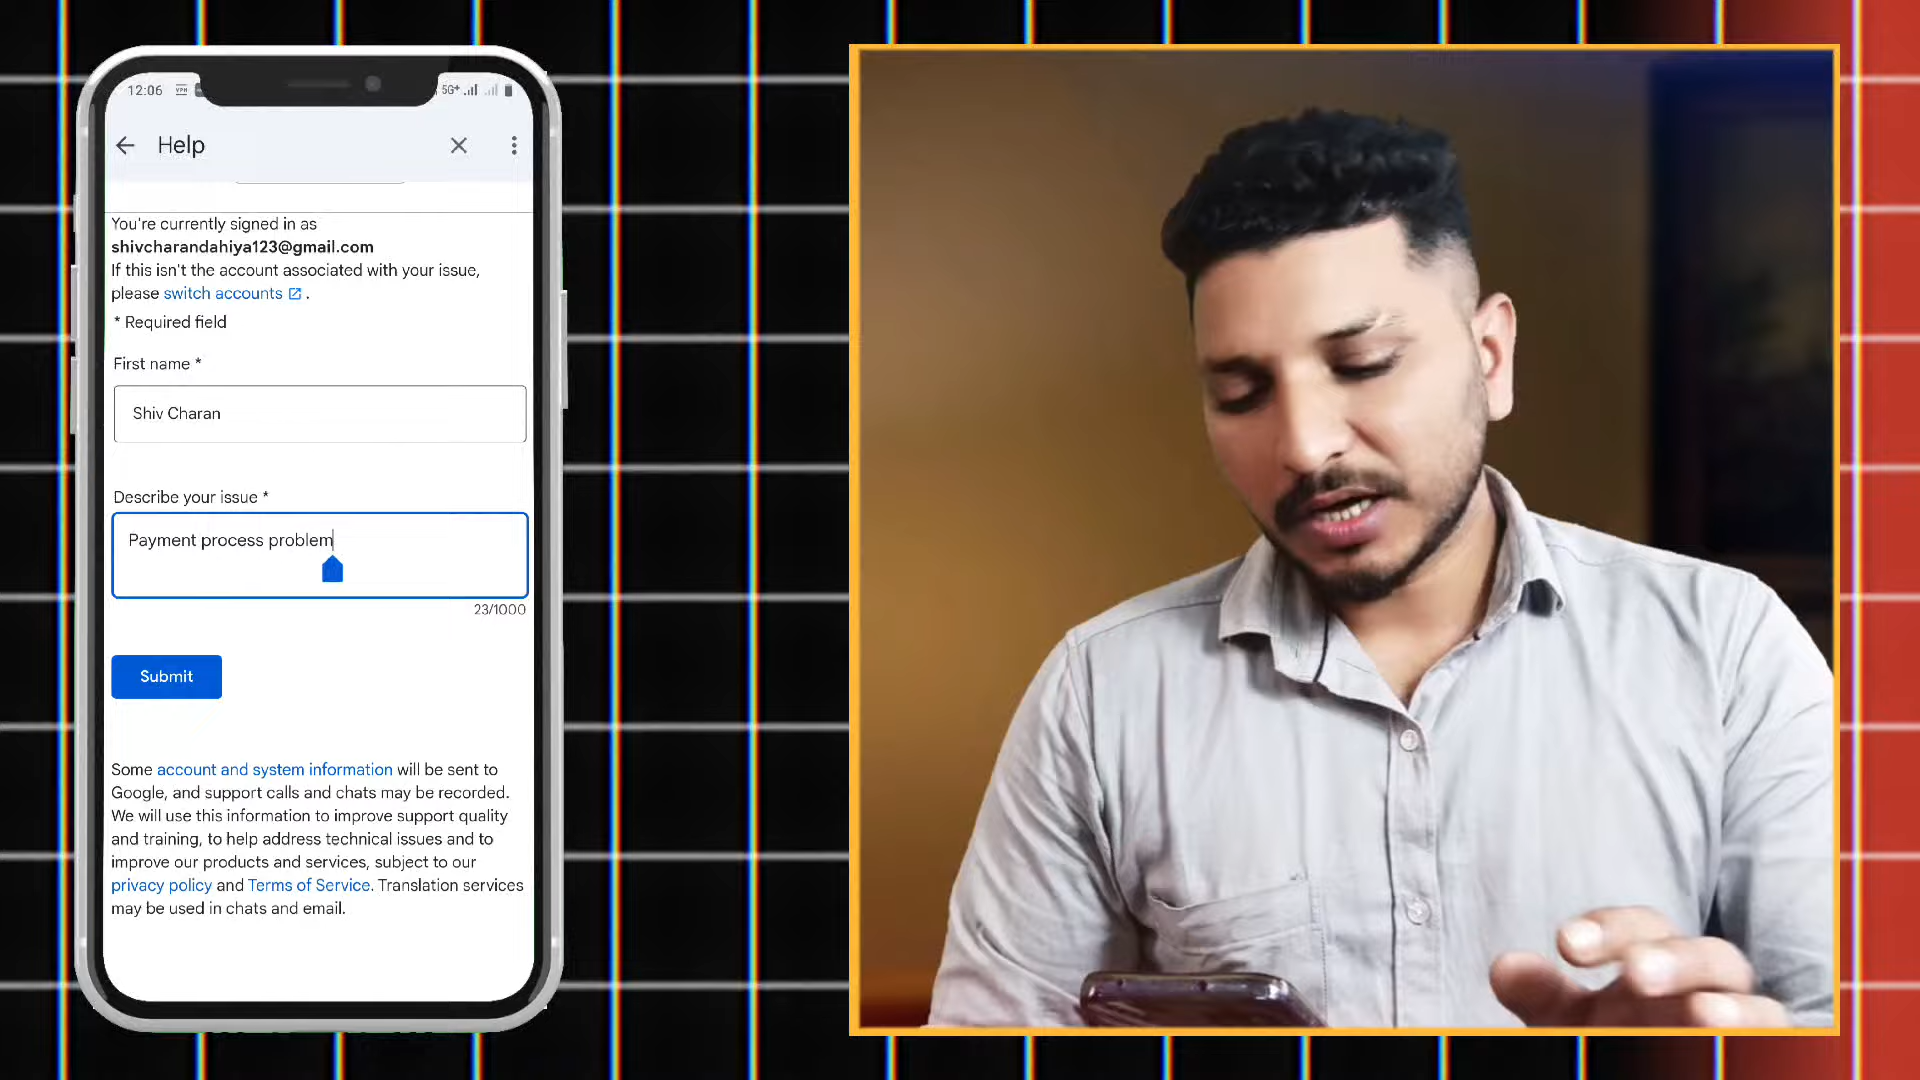 12:06 VPN 5G+
Help
You're currently signed in as
shivcharandahiya123@gmail.com
If this isn't the account associated with your issue,
please switch accounts .
* Required field
First name *
Shiv Charan
Describe your issue *
Payment process problem
23/1000
Submit
Some account and system information will be sent to
Google, and support calls and chats may be recorded.
We will use this information to improve support quality
and training, to help address technical issues and to
improve our products and services, subject to our
privacy policy and Terms of Service. Translation services
may be used in chats and email.